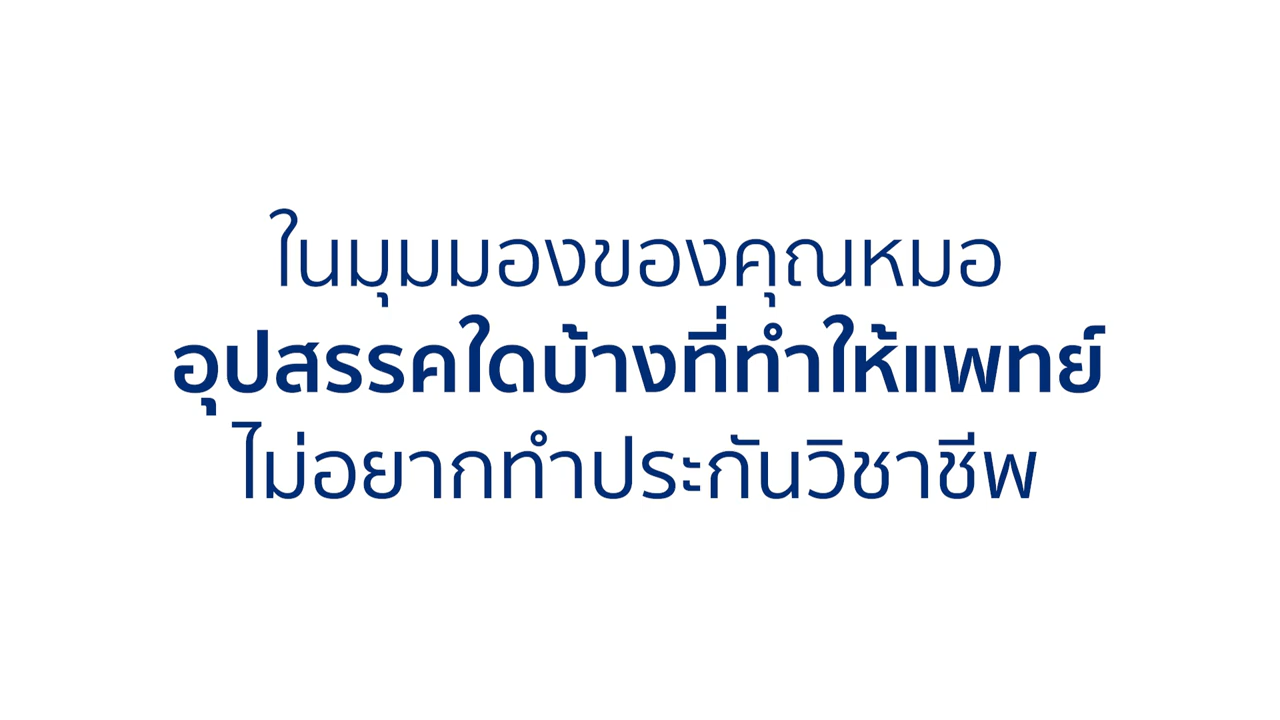 ในมุมมองของคุณหมอ
อุปสรรคใดบ้างที่ทำให้แพทย์
ไม่อยากทำประกันวิชาชีพ